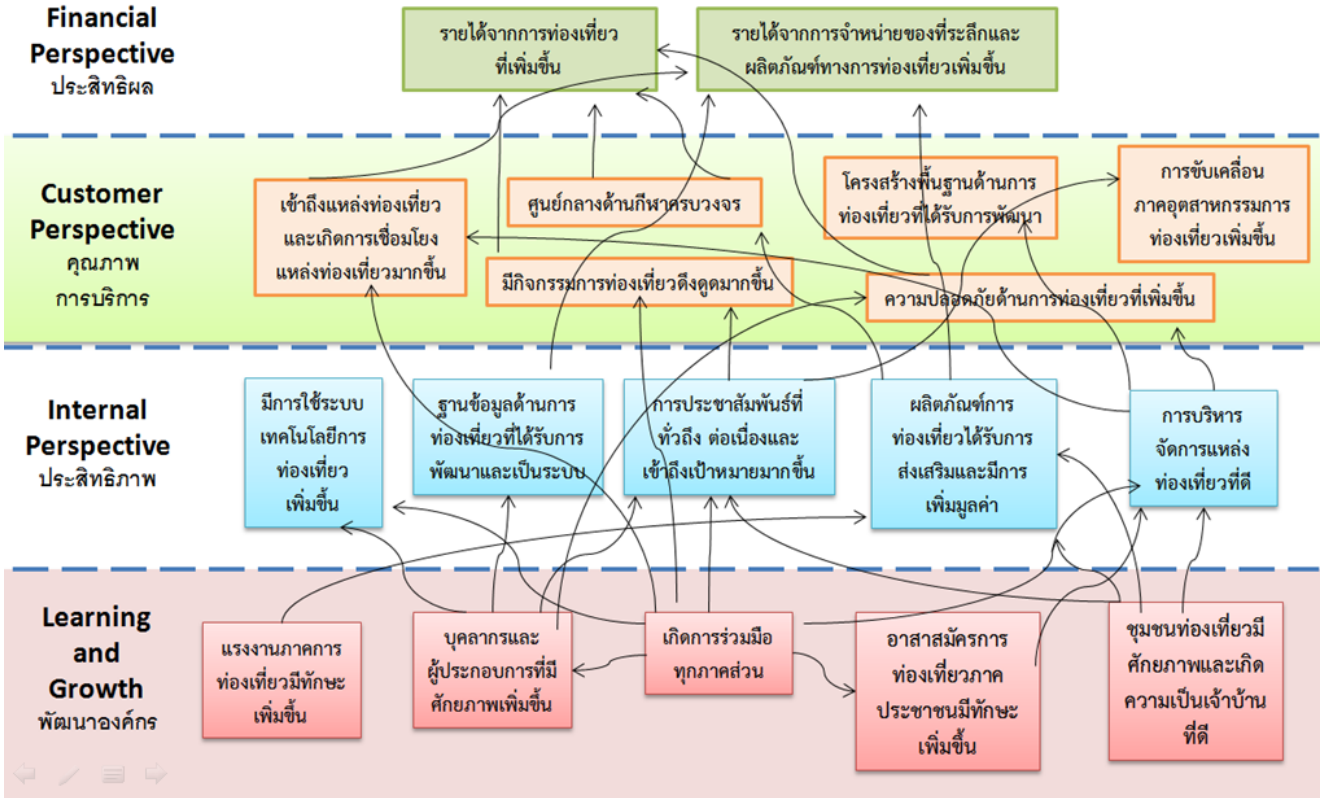 Financial
Perspective
ประสิทธิผล
รายได้จากการท่องเที่ยว
ที่เพิ่มขึ้น
รายได้จากการจำหน่ายของที่ระลึกและ
ผลิตภัณฑ์ทางการท่องเที่ยวเพิ่มขึ้น
Customer
Perspective
คุณภาพ
การบริการ
เข้าถึงแหล่งท่องเที่ยว
และเกิดการเชื่อมโยง
แหล่งท่องเที่ยวมากขึ้น
ศูนย์กลางด้านกีฬาครบวงจร
มีกิจกรรมการท่องเที่ยวดึงดูดมากขึ้น
โครงสร้างพื้นฐานด้านการ
ท่องเที่ยวที่ได้รับการพัฒนา
ความปลอดภัยด้านการท่องเที่ยวที่เพิ่มขึ้น
การขับเคลื่อน
ภาคอุตสาหกรรมการ
ท่องเที่ยวเพิ่มขึ้น
Internal
Perspective
ประสิทธิภาพ
มีการใช้ระบบ
เทคโนโลยีการ
ท่องเที่ยว
เพิ่มขึ้น
ฐานข้อมูลด้านการ
ท่องเที่ยวที่ได้รับการ
พัฒนาและเป็นระบบ
การประชาสัมพันธ์ที่
ทั่วถึง ต่อเนื่องและ
เข้าถึงเป้าหมายมากขึ้น
ผลิตภัณฑ์การ
ท่องเที่ยวได้รับการ
ส่งเสริมและมีการ
เพิ่มมูลค่า
การบริหาร
จัดการแหล่ง
ท่องเที่ยวที่ดี
Learning
and
Growth
พัฒนาองค์กร
แรงงานภาคการ
ท่องเที่ยวมีทักษะ
เพิ่มขึ้น
บุคลากรและ
ผู้ประกอบการที่มี
ศักยภาพเพิ่มขึ้น
เกิดการร่วมมือ
ทุกภาคส่วน
อาสาสมัครการ
ท่องเที่ยวภาค
ประชาชนมีทักษะ
เพิ่มขึ้น
ชุมชนท่องเที่ยวมี
ศักยภาพและเกิด
ความเป็นเจ้าบ้าน
ที่ดี